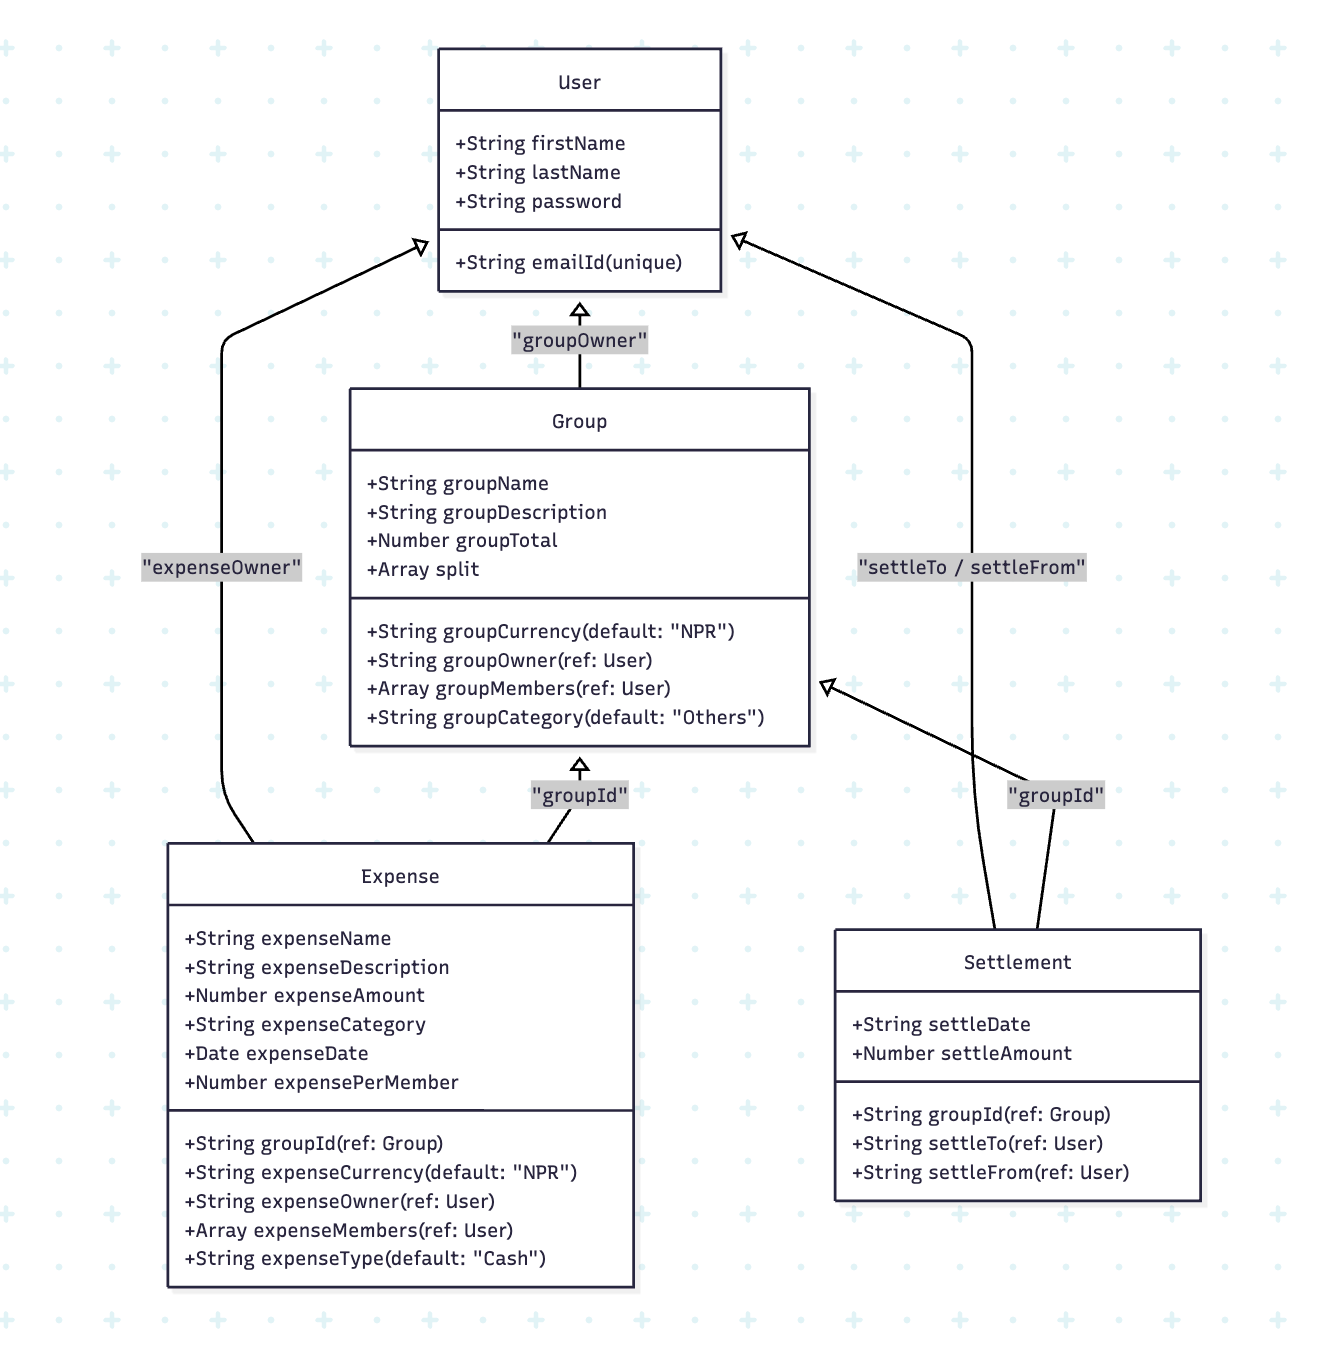 User
+String firstName
+String lastName
+String password
+String emailId(unique)
"groupOwner"
Group
+String groupName
+String groupDescription
+Number groupTotal
+Array split
+String groupCurrency(default: "NPR")
+String groupOwner(ref: User)
+Array groupMembers(ref: User)
+String groupCategory(default: "Others")
"expenseOwner"
"settleTo / settleFrom"
"groupId"
"groupId"
Expense
+String expenseName
+String expenseDescription
+Number expenseAmount
+String expenseCategory
+Date expenseDate
+Number expensePerMember
+String groupId(ref: Group)
+String expenseCurrency(default: "NPR")
+String expenseOwner(ref: User)
+Array expenseMembers(ref: User)
+String expenseType(default: "Cash")
Settlement
+String settleDate
+Number settleAmount
+String groupId(ref: Group)
+String settleTo(ref: User)
+String settleFrom(ref: User)